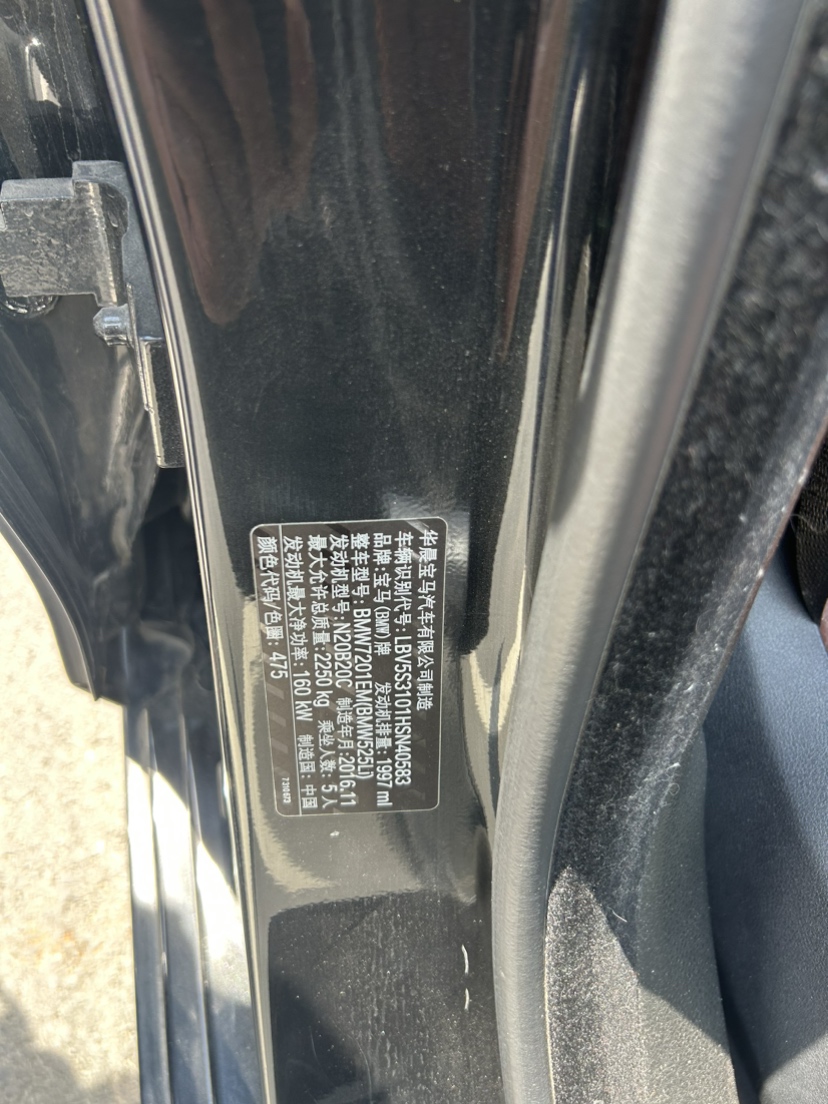 华晨宝马汽车有限公司制造
车辆识别代号: LBV5S3101HSN40583
品牌:宝马(BMW)牌 发动机排量: 1997 ml
整车型号: BMW7201EM(BMW525Li)
发动机型号: N20B20C 制造年月: 2016.11
最大允许总质量: 2250 kg 乘坐人数: 5人
发动机最大净功率: 160 kW 制造国: 中国
颜色代码/色圈: 475